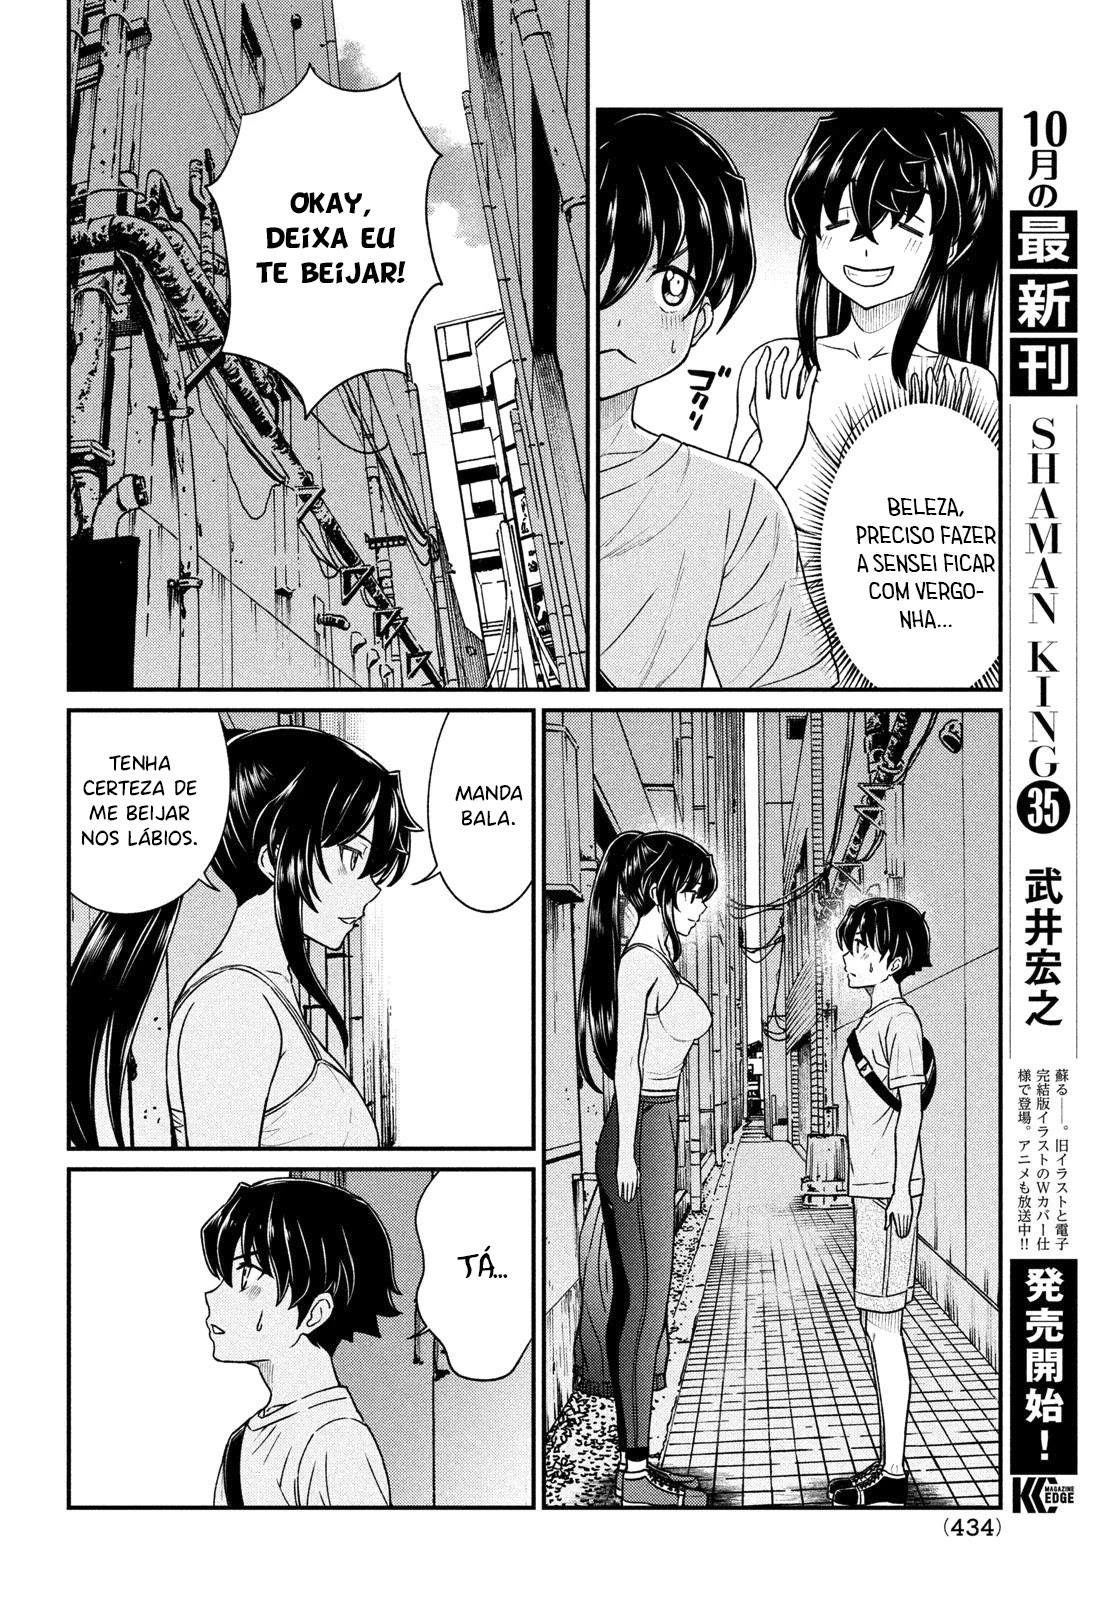 BELEZA,
PRECISO FAZER
A SENSEI FICAR
COM VERGO-
NHA...
ゴクリ
OKAY,
DEIXA EU
TE BEIJAR!
MANDA
BALA.
TENHA
CERTEZA DE
ME BEIJAR
NOS LÁBIOS.
TÁ...
10月の最新刊
SHAMAN KING 35
武井宏之
蘇る——。旧イラストと電子
完結版イラストのWカバー仕
様で登場。アニメも放送中!!
発売開始!
KC
MAGAZINE
EDGE
(434)